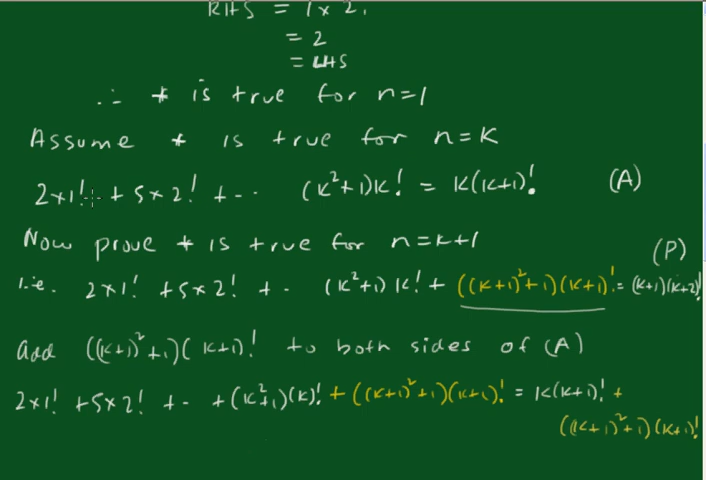 RHS = 1 × 2!
= 2
= LHS
∴ * is true for n=1
Assume * is true for n=K
2×1! + 5×2! + -- (K²+1)K! = K(K+1)! (A)
Now prove * is true for n=K+1 (P)
i.e. 2×1! + 5×2! + - (K²+1) K! + ((K+1)²+1)(K+1)! = (K+1)(K+2)!
add ((K+1)²+1)(K+1)! to both sides of (A)
2×1! + 5×2! + - + (K²+1)(K)! + ((K+1)²+1)(K+1)! = K(K+1)! +
((K+1)²+1)(K+1)!